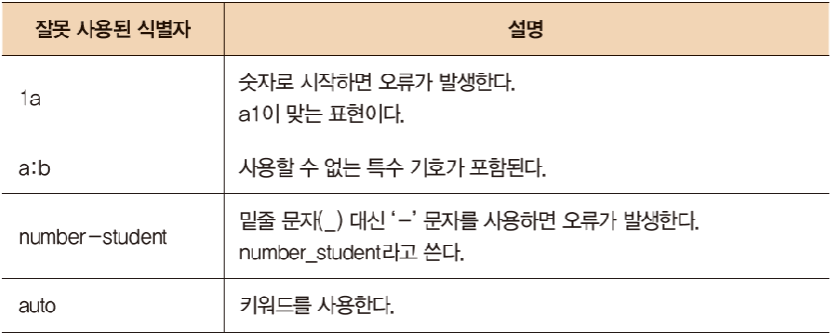 잘못 사용된 식별자 설명
1a
숫자로 시작하면 오류가 발생한다.
a1이 맞는 표현이다.
a:b 사용할 수 없는 특수 기호가 포함된다.
number-student
밑줄 문자(_) 대신 ‘-’ 문자를 사용하면 오류가 발생한다.
number_student라고 쓴다.
auto 키워드를 사용한다.